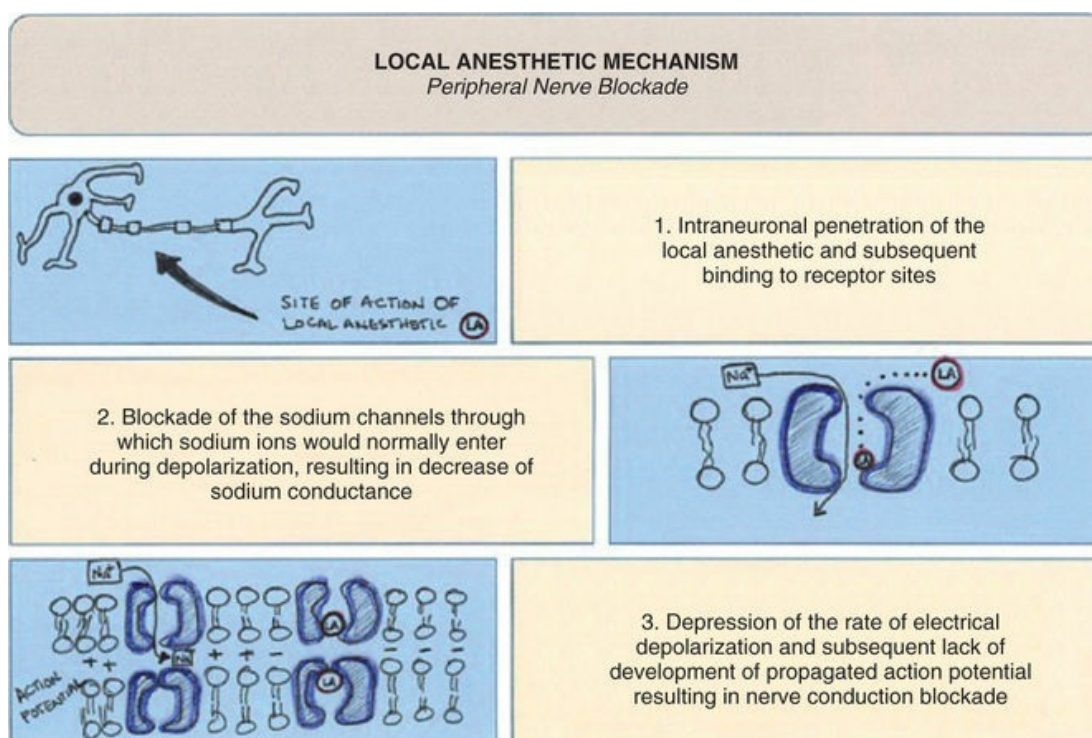 LOCAL ANESTHETIC MECHANISM
Peripheral Nerve Blockade
SITE OF ACTION OF
LOCAL ANESTHETIC LA
1. Intraneuronal penetration of the
local anesthetic and subsequent
binding to receptor sites
2. Blockade of the sodium channels through
which sodium ions would normally enter
during depolarization, resulting in decrease of
sodium conductance
Na+
LA
LA
Na+
LA
Na
+ + + + - - - -
LA
ACTION
POTENTIAL
3. Depression of the rate of electrical
depolarization and subsequent lack of
development of propagated action potential
resulting in nerve conduction blockade